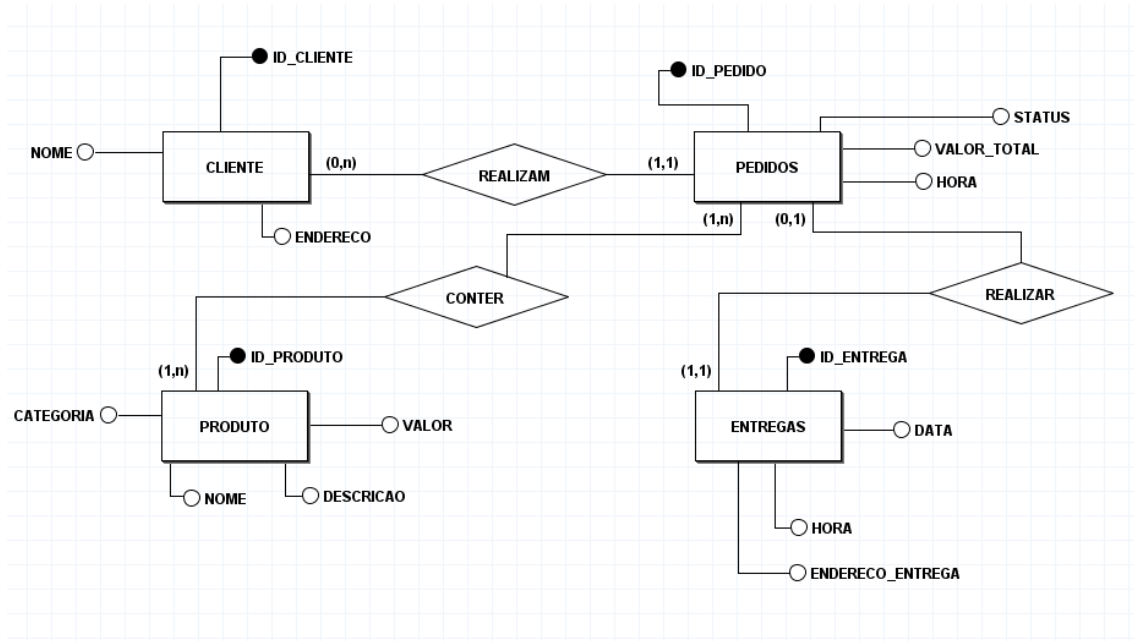 ID_CLIENTE
ID_PEDIDO
STATUS
NOME
CLIENTE
(0,n)
REALIZAM
(1,1)
PEDIDOS
VALOR_TOTAL
HORA
ENDERECO
(1,n)
(0,1)
CONTER
REALIZAR
(1,n)
ID_PRODUTO
(1,1)
ID_ENTREGA
CATEGORIA
PRODUTO
VALOR
ENTREGAS
DATA
NOME
DESCRICAO
HORA
ENDERECO_ENTREGA